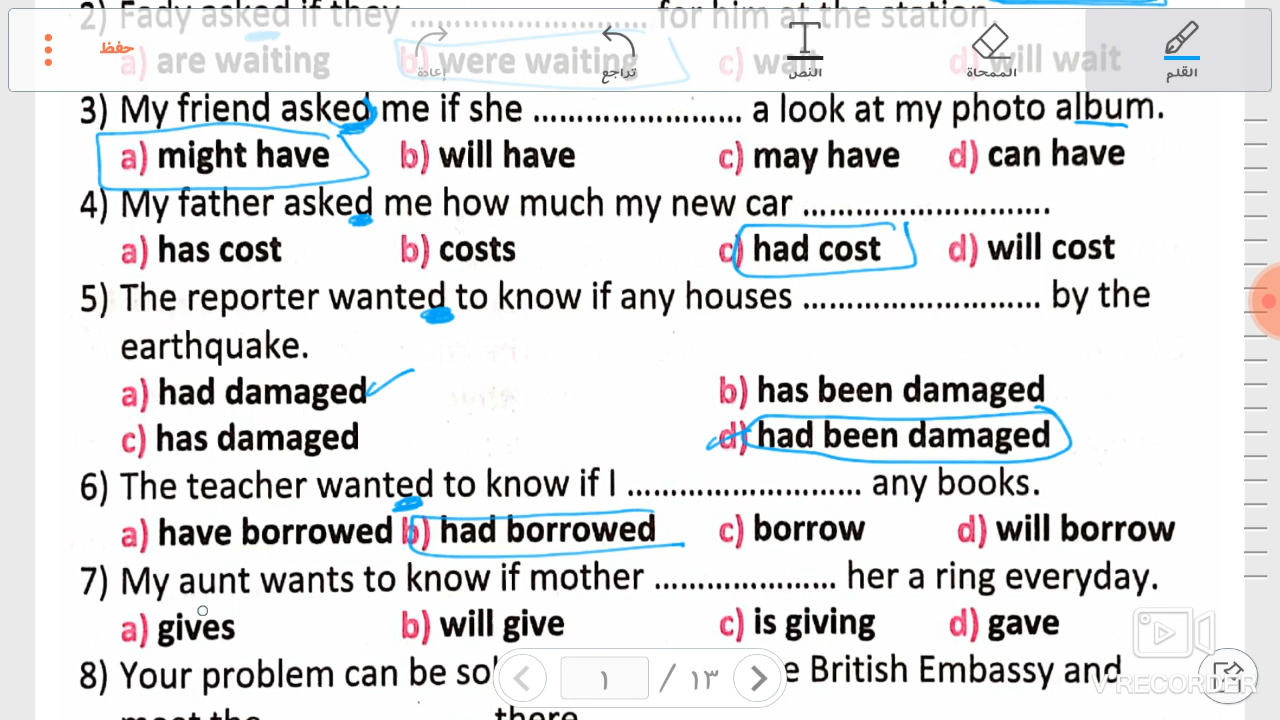 2) Fady asked if they ........................ for him at the station.
حفظ
إعادة
تراجع
النص
الممحاة
القلم
a) are waiting b) were waiting c) wait d) will wait
3) My friend asked me if she ........................ a look at my photo album.
a) might have b) will have c) may have d) can have
4) My father asked me how much my new car ............................
a) has cost b) costs c) had cost d) will cost
5) The reporter wanted to know if any houses ........................... by the
earthquake.
a) had damaged b) has been damaged
c) has damaged d) had been damaged
6) The teacher wanted to know if I ........................... any books.
a) have borrowed b) had borrowed c) borrow d) will borrow
7) My aunt wants to know if mother ..................... her a ring everyday.
a) gives b) will give c) is giving d) gave
8) Your problem can be British Embassy and
١ / ١٣
V RECORDER
there